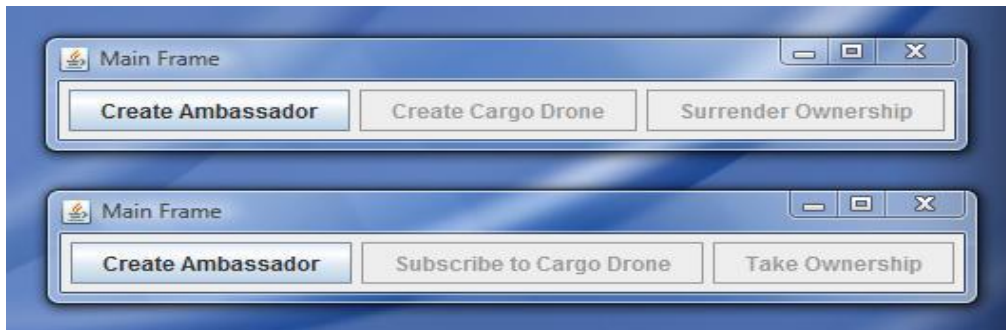 Main Frame
Create Ambassador Create Cargo Drone Surrender Ownership
Main Frame
Create Ambassador Subscribe to Cargo Drone Take Ownership